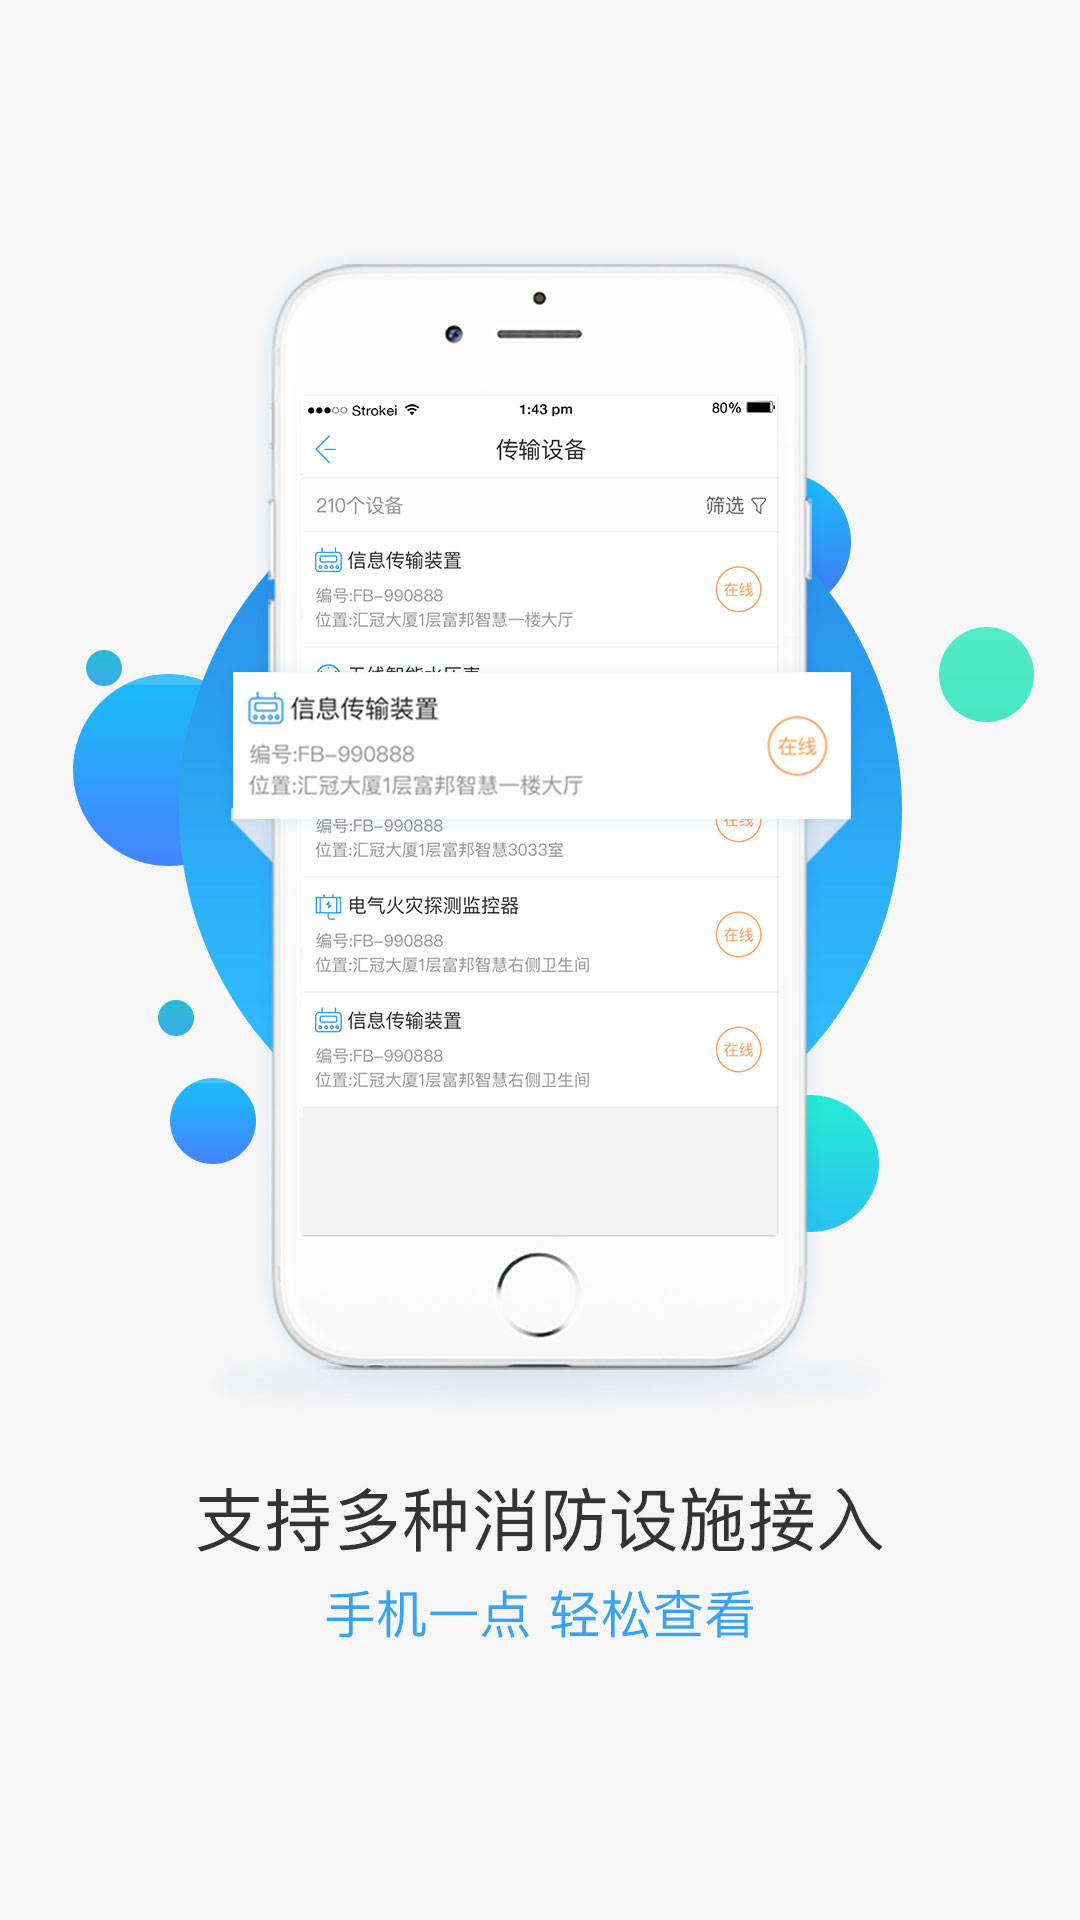 Strokei 1:43 pm 80%
传输设备
210个设备 筛选
信息传输装置
编号:FB-990888
在线
位置:汇冠大厦1层富邦智慧一楼大厅
无线智能水压表
信息传输装置
编号:FB-990888
在线
位置:汇冠大厦1层富邦智慧一楼大厅
编号:FB-990888
在线
位置:汇冠大厦1层富邦智慧3033室
电气火灾探测监控器
编号:FB-990888
在线
位置:汇冠大厦1层富邦智慧右侧卫生间
信息传输装置
编号:FB-990888
在线
位置:汇冠大厦1层富邦智慧右侧卫生间
支持多种消防设施接入
手机一点 轻松查看